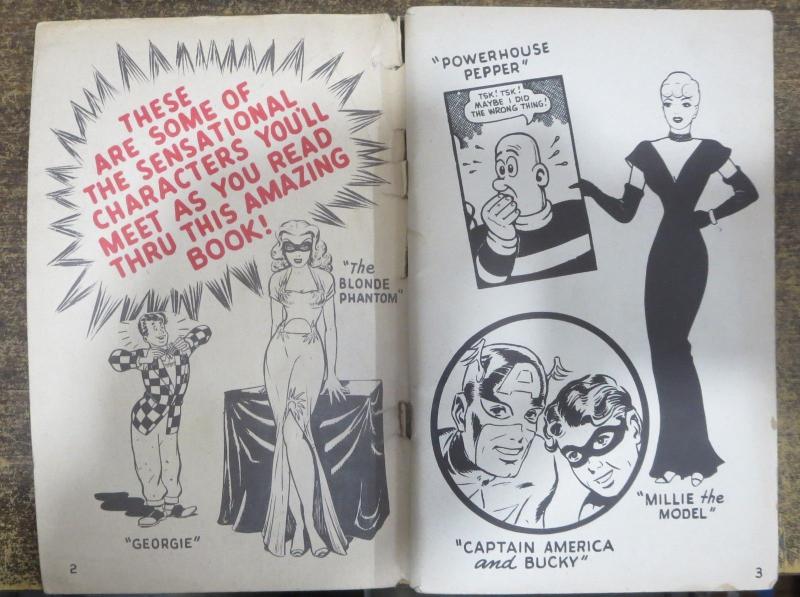 THESE
ARE SOME OF
THE SENSATIONAL
CHARACTERS YOU'LL
MEET AS YOU READ
THRU THIS AMAZING
BOOK!
"The
BLONDE
PHANTOM"
"GEORGIE"
2
"POWERHOUSE
PEPPER"
TSK! TSK!
MAYBE I DID
THE WRONG THING!
"MILLIE the
MODEL"
"CAPTAIN AMERICA
and BUCKY"
3